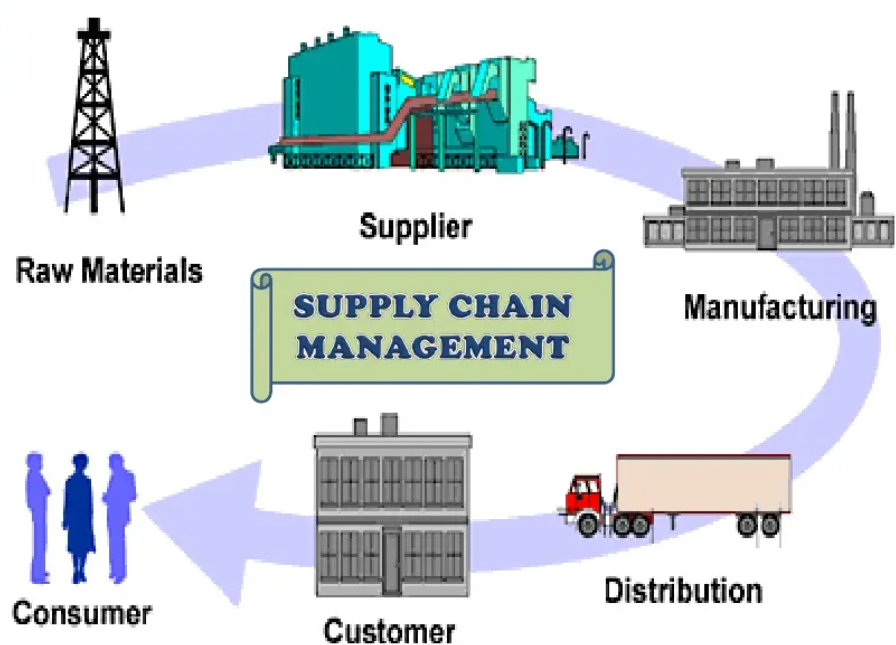 Raw Materials
Supplier
Manufacturing
SUPPLY CHAIN
MANAGEMENT
Distribution
Customer
Consumer